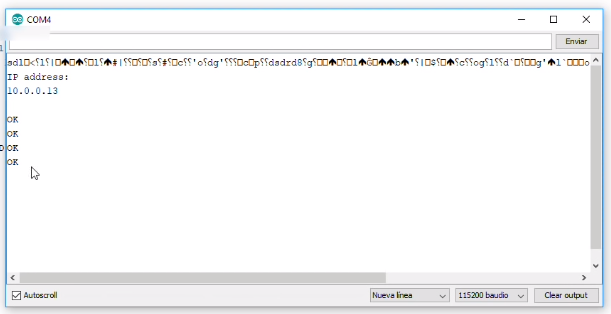 COM4
Enviar
IP address:
10.0.0.13
OK
OK
OK
OK
Autoscroll
Nueva línea
115200 baudio
Clear output